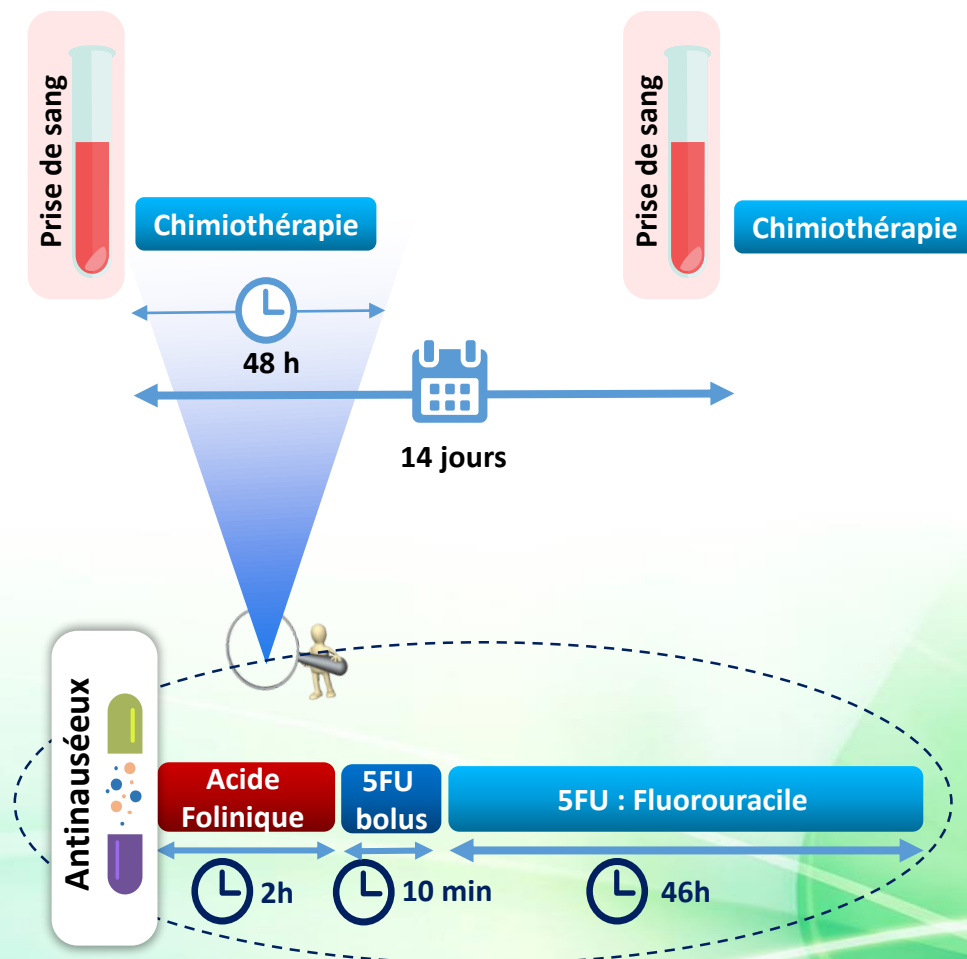 Prise de sang
Chimiothérapie
48 h
Prise de sang
Chimiothérapie
14 jours
Antinauséeux
Acide
Folinique
5FU
bolus
5FU : Fluorouracile
2h
10 min
46h